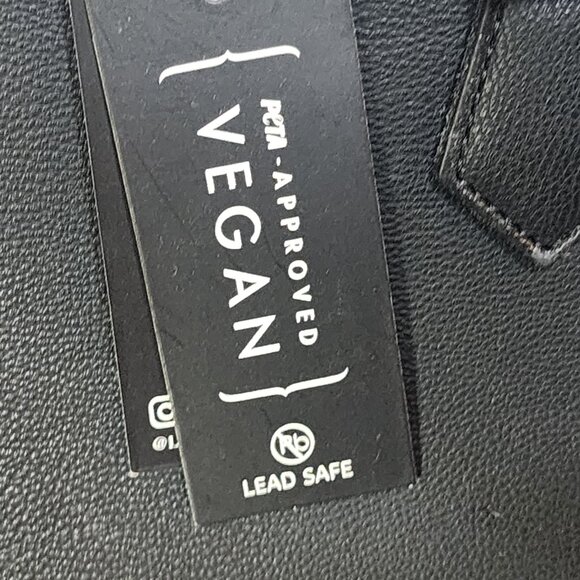 { PETA-APPROVED
VEGAN }
Pb
LEAD SAFE